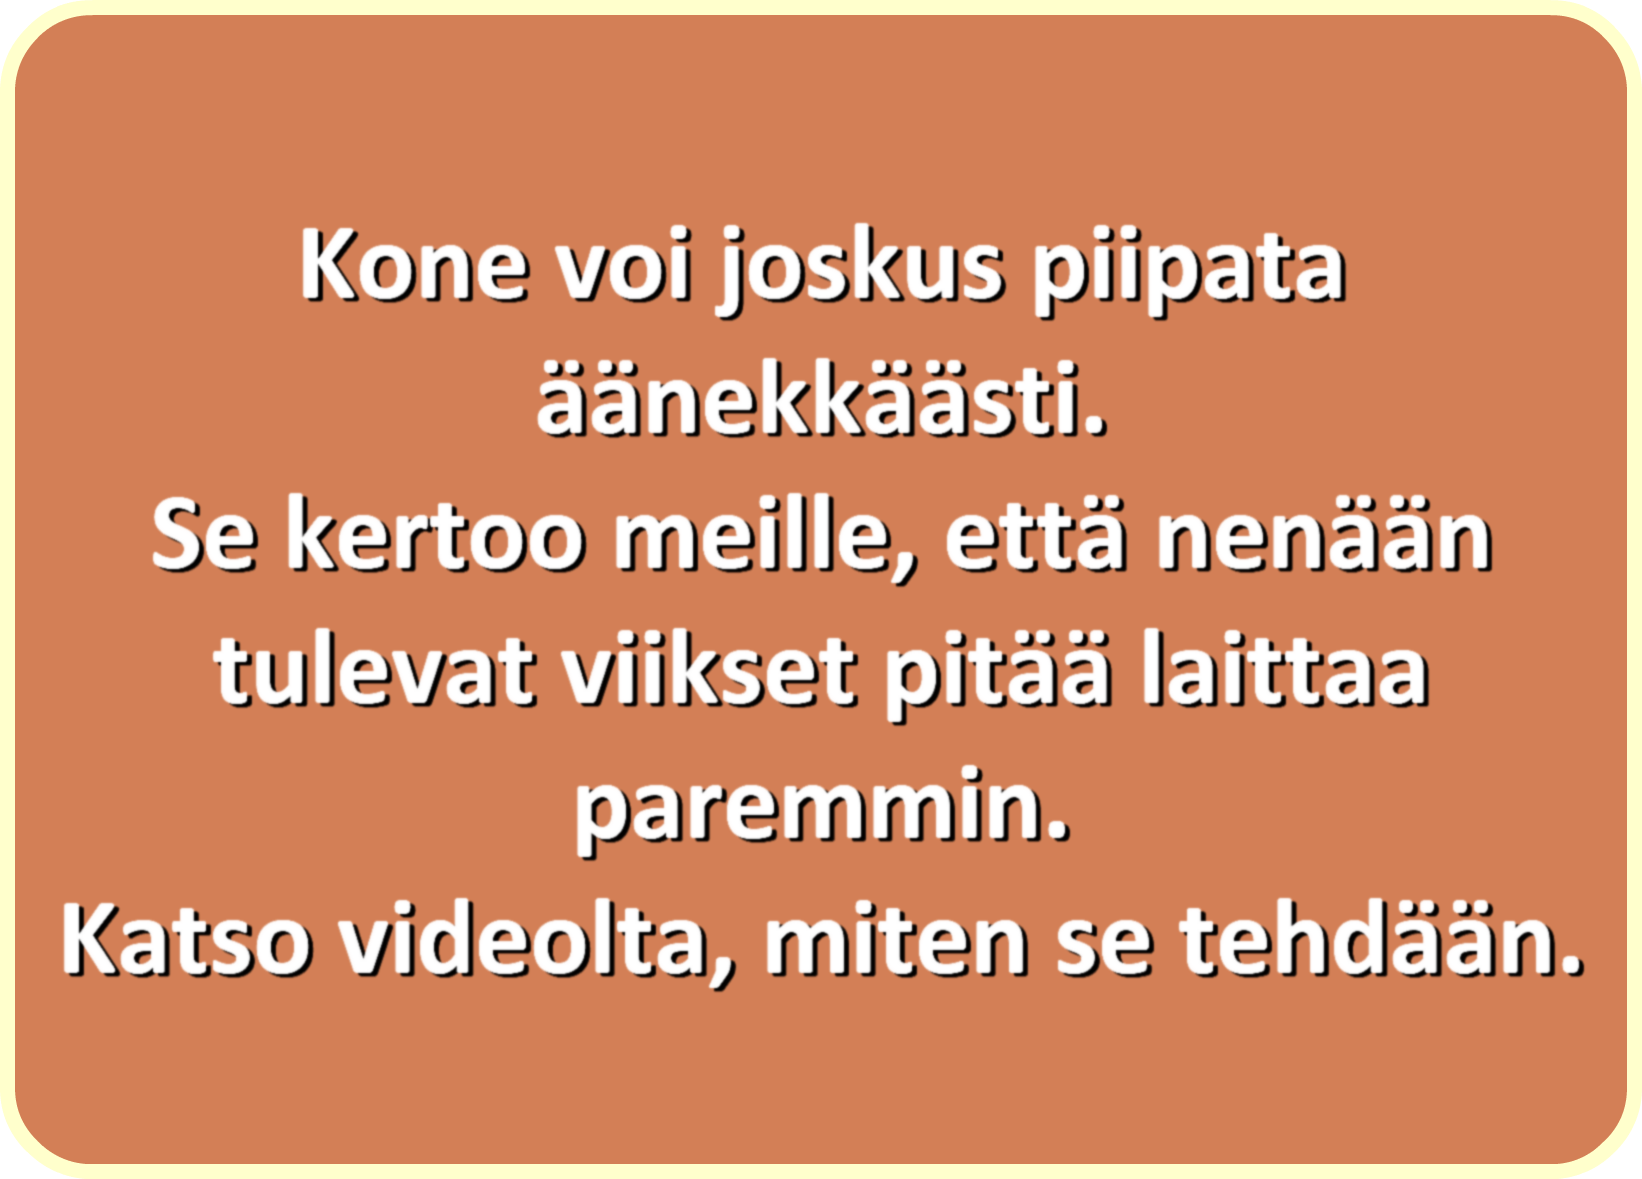 Kone voi joskus piipata
äänekkäästi.
Se kertoo meille, että nenään
tulevat viikset pitää laittaa
paremmin.
Katso videolta, miten se tehdään.